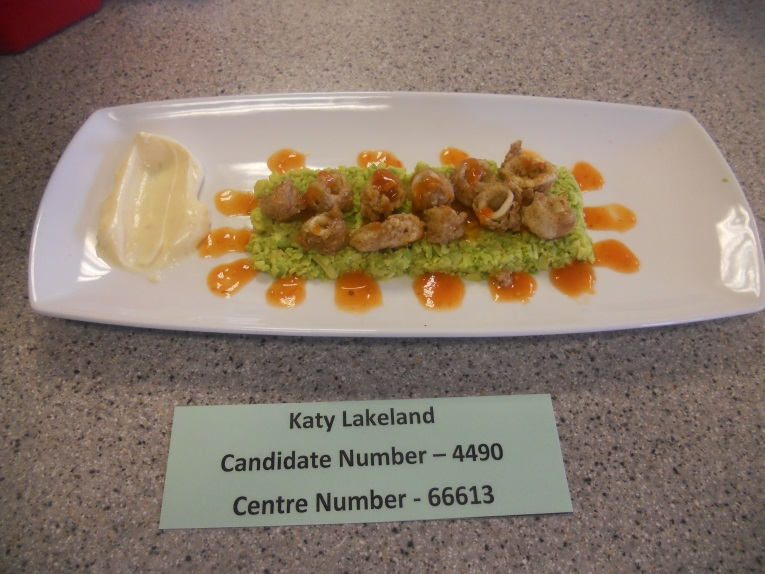 Katy Lakeland
Candidate Number – 4490
Centre Number - 66613